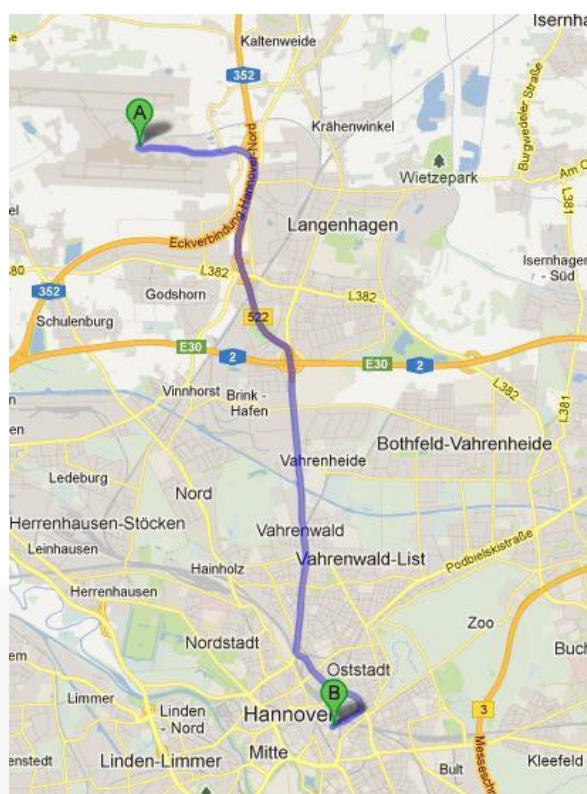 Isernha
Kaltenweide
352
A
Krähenwinkel
Burgwedeler Straße
Eckverbindung Hannover-Nord
Wietzepark
L381
Langenhagen
Isernhagen
- Süd
L382
80
352
Godshorn
L382
522
Schulenburg
E30
2
E30
2
Vinnhorst
Brink -
Hafen
L382
L381
en
Bothfeld-Vahrenheide
Vahrenheide
Ledeburg
Nord
Herrenhausen-Stöcken
Vahrenwald
Leinhausen
Vahrenwald-List
Podbielskistraße
Hainholz
Herrenhausen
Zoo
Nordstadt
Buch
Oststadt
Limmer
B
Linden
- Nord
Hannover
3
Mitte
Linden-Limmer
Kleefeld
enstedt
Bult